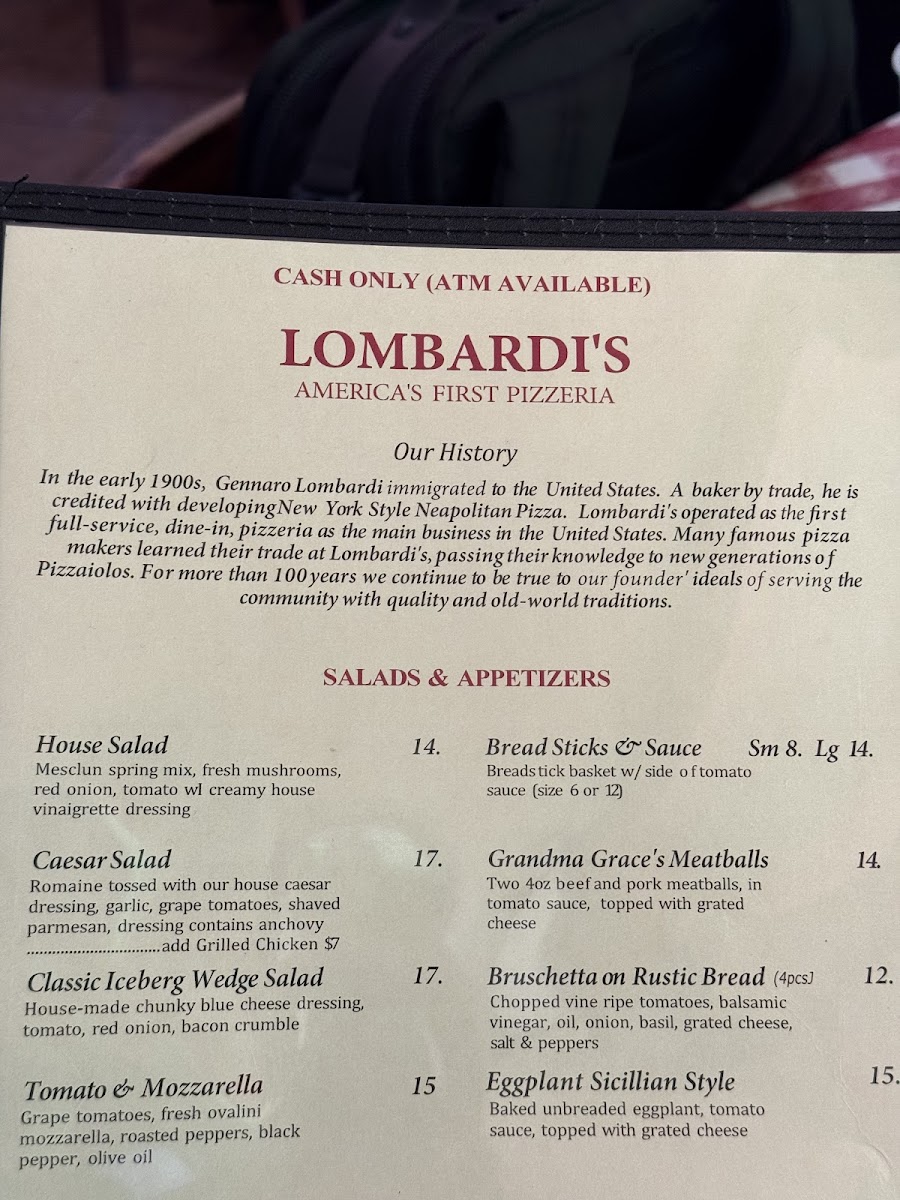 CASH ONLY (ATM AVAILABLE)
LOMBARDI'S
AMERICA'S FIRST PIZZERIA
Our History
In the early 1900s, Gennaro Lombardi immigrated to the United States. A baker by trade, he is
credited with developingNew York Style Neapolitan Pizza. Lombardi's operated as the first
full-service, dine-in, pizzeria as the main business in the United States. Many famous pizza
makers learned their trade at Lombardi's, passing their knowledge to new generations of
Pizzaiolos. For more than 100 years we continue to be true to our founder' ideals of serving the
community with quality and old-world traditions.
SALADS & APPETIZERS
House Salad 14.
Mesclun spring mix, fresh mushrooms,
red onion, tomato wl creamy house
vinaigrette dressing
Caesar Salad 17.
Romaine tossed with our house caesar
dressing, garlic, grape tomatoes, shaved
parmesan, dressing contains anchovy
................................add Grilled Chicken $7
Classic Iceberg Wedge Salad 17.
House-made chunky blue cheese dressing,
tomato, red onion, bacon crumble
Tomato & Mozzarella 15
Grape tomatoes, fresh ovalini
mozzarella, roasted peppers, black
pepper, olive oil
Bread Sticks & Sauce Sm 8. Lg 14.
Breadstick basket w/ side of tomato
sauce (size 6 or 12)
Grandma Grace's Meatballs 14.
Two 4oz beef and pork meatballs, in
tomato sauce, topped with grated
cheese
Bruschetta on Rustic Bread (4pcs) 12.
Chopped vine ripe tomatoes, balsamic
vinegar, oil, onion, basil, grated cheese,
salt & peppers
Eggplant Sicillian Style 15.
Baked unbreaded eggplant, tomato
sauce, topped with grated cheese